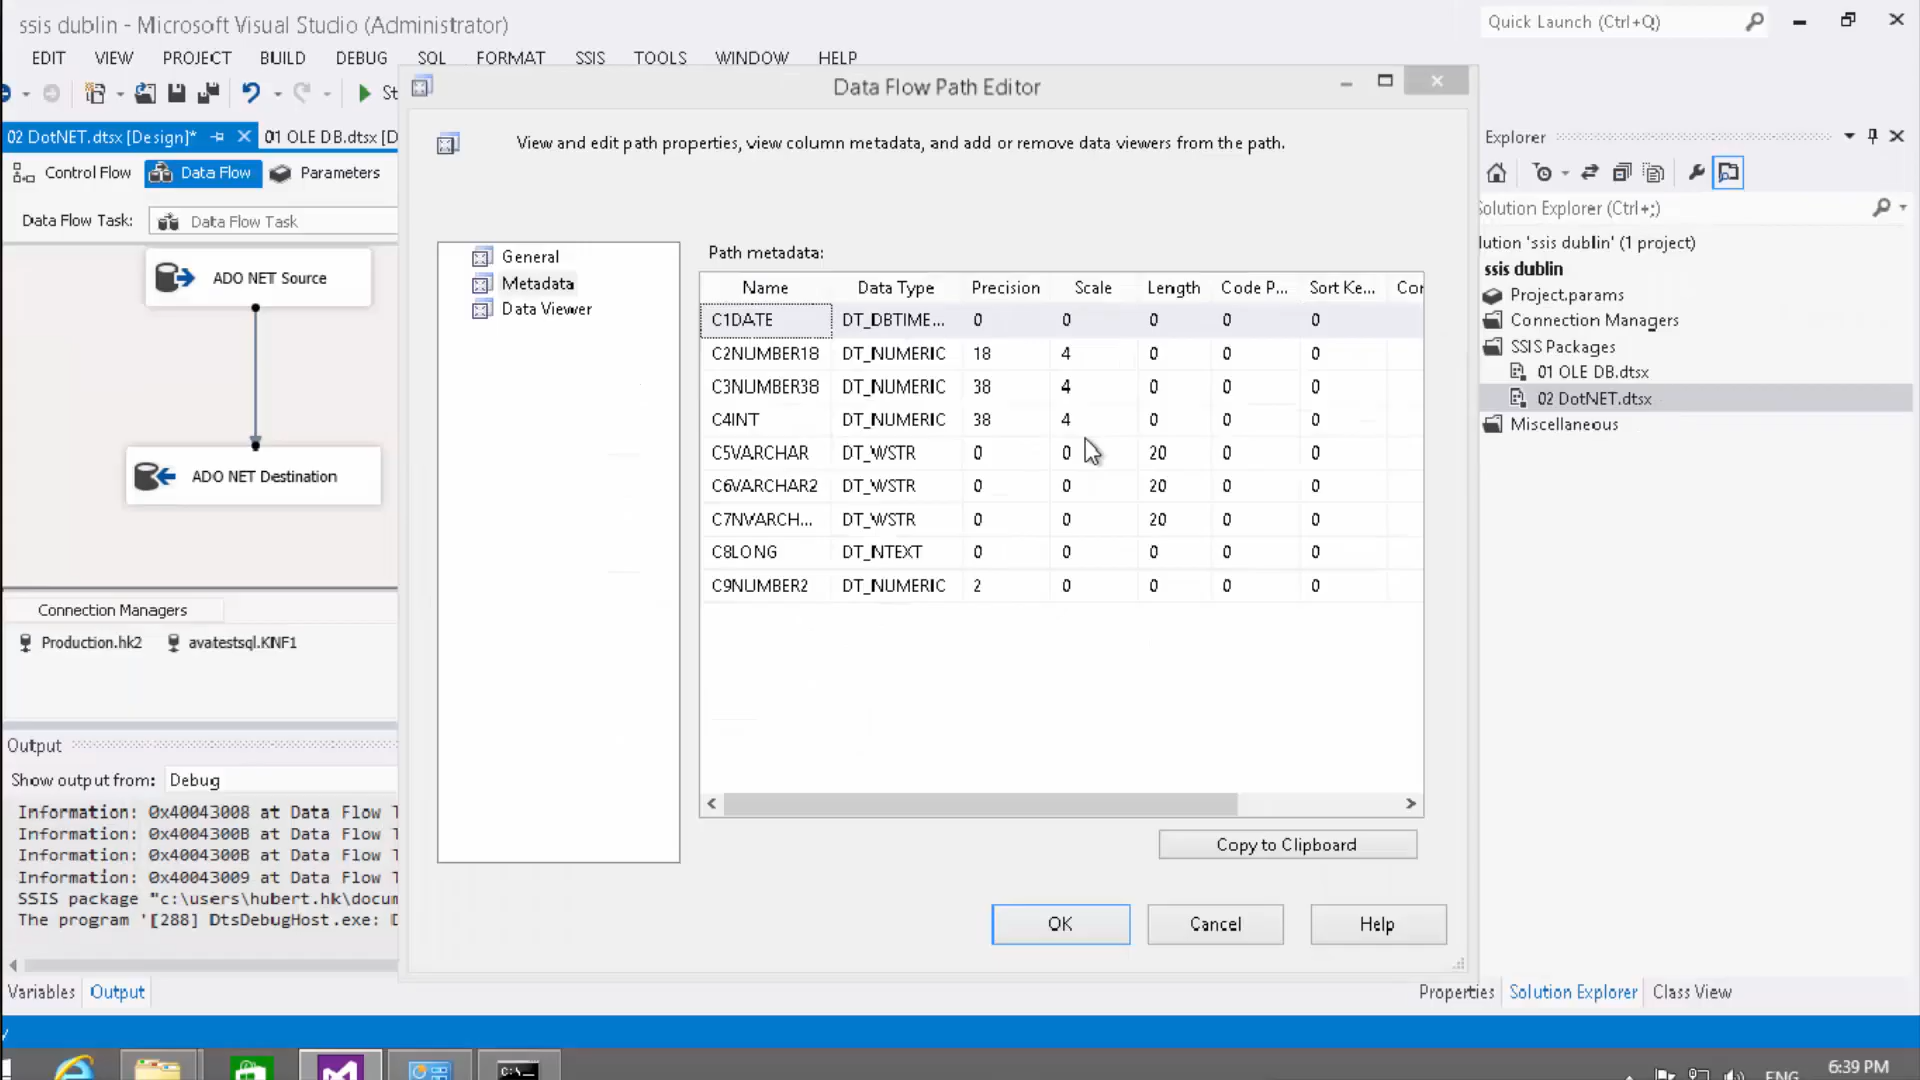 ssis dublin - Microsoft Visual Studio (Administrator)
Quick Launch (Ctrl+Q)
EDIT VIEW PROJECT BUILD DEBUG SQL FORMAT SSIS TOOLS WINDOW HELP
Data Flow Path Editor
02 DotNET.dtsx [Design]* 01 OLE DB.dtsx [D
View and edit path properties, view column metadata, and add or remove data viewers from the path.
Explorer
Control Flow Data Flow Parameters
Solution Explorer (Ctrl+;)
Data Flow Task: Data Flow Task
lution 'ssis dublin' (1 project)
General
Metadata
Data Viewer
Path metadata:
ADO NET Source
ADO NET Destination
Name Data Type Precision Scale Length Code P... Sort Ke... Cor
C1DATE DT_DBTIME... 0 0 0 0 0
C2NUMBER18 DT_NUMERIC 18 4 0 0 0
C3NUMBER38 DT_NUMERIC 38 4 0 0 0
C4INT DT_NUMERIC 38 4 0 0 0
C5VARCHAR DT_WSTR 0 0 20 0 0
C6VARCHAR2 DT_WSTR 0 0 20 0 0
C7NVARCH... DT_WSTR 0 0 20 0 0
C8LONG DT_NTEXT 0 0 0 0 0
C9NUMBER2 DT_NUMERIC 2 0 0 0 0
ssis dublin
Project.params
Connection Managers
SSIS Packages
01 OLE DB.dtsx
02 DotNET.dtsx
Miscellaneous
Connection Managers
Production.hk2 avatestsql.KNF1
Output
Show output from: Debug
Information: 0x40043008 at Data Flow T
Information: 0x4004300B at Data Flow T
Information: 0x4004300B at Data Flow T
Information: 0x40043009 at Data Flow T
SSIS package "c:\users\hubert.hk\docum
The program '[288] DtsDebugHost.exe: D
Copy to Clipboard
OK Cancel Help
Variables Output
Properties Solution Explorer Class View
C:\_
ENG 6:39 PM